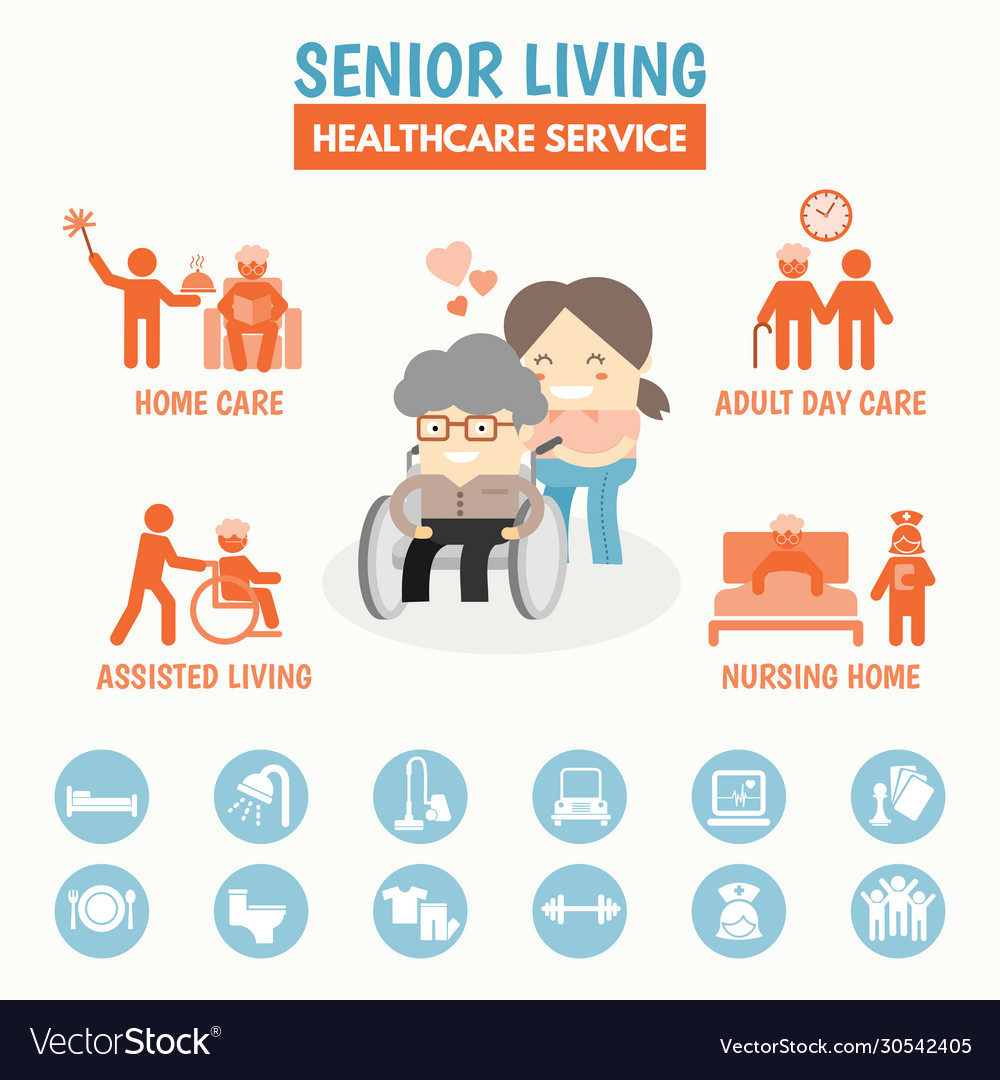 SENIOR LIVING
HEALTHCARE SERVICE
HOME CARE
ADULT DAY CARE
ASSISTED LIVING
NURSING HOME
VectorStock®
VectorStock.com/30542405